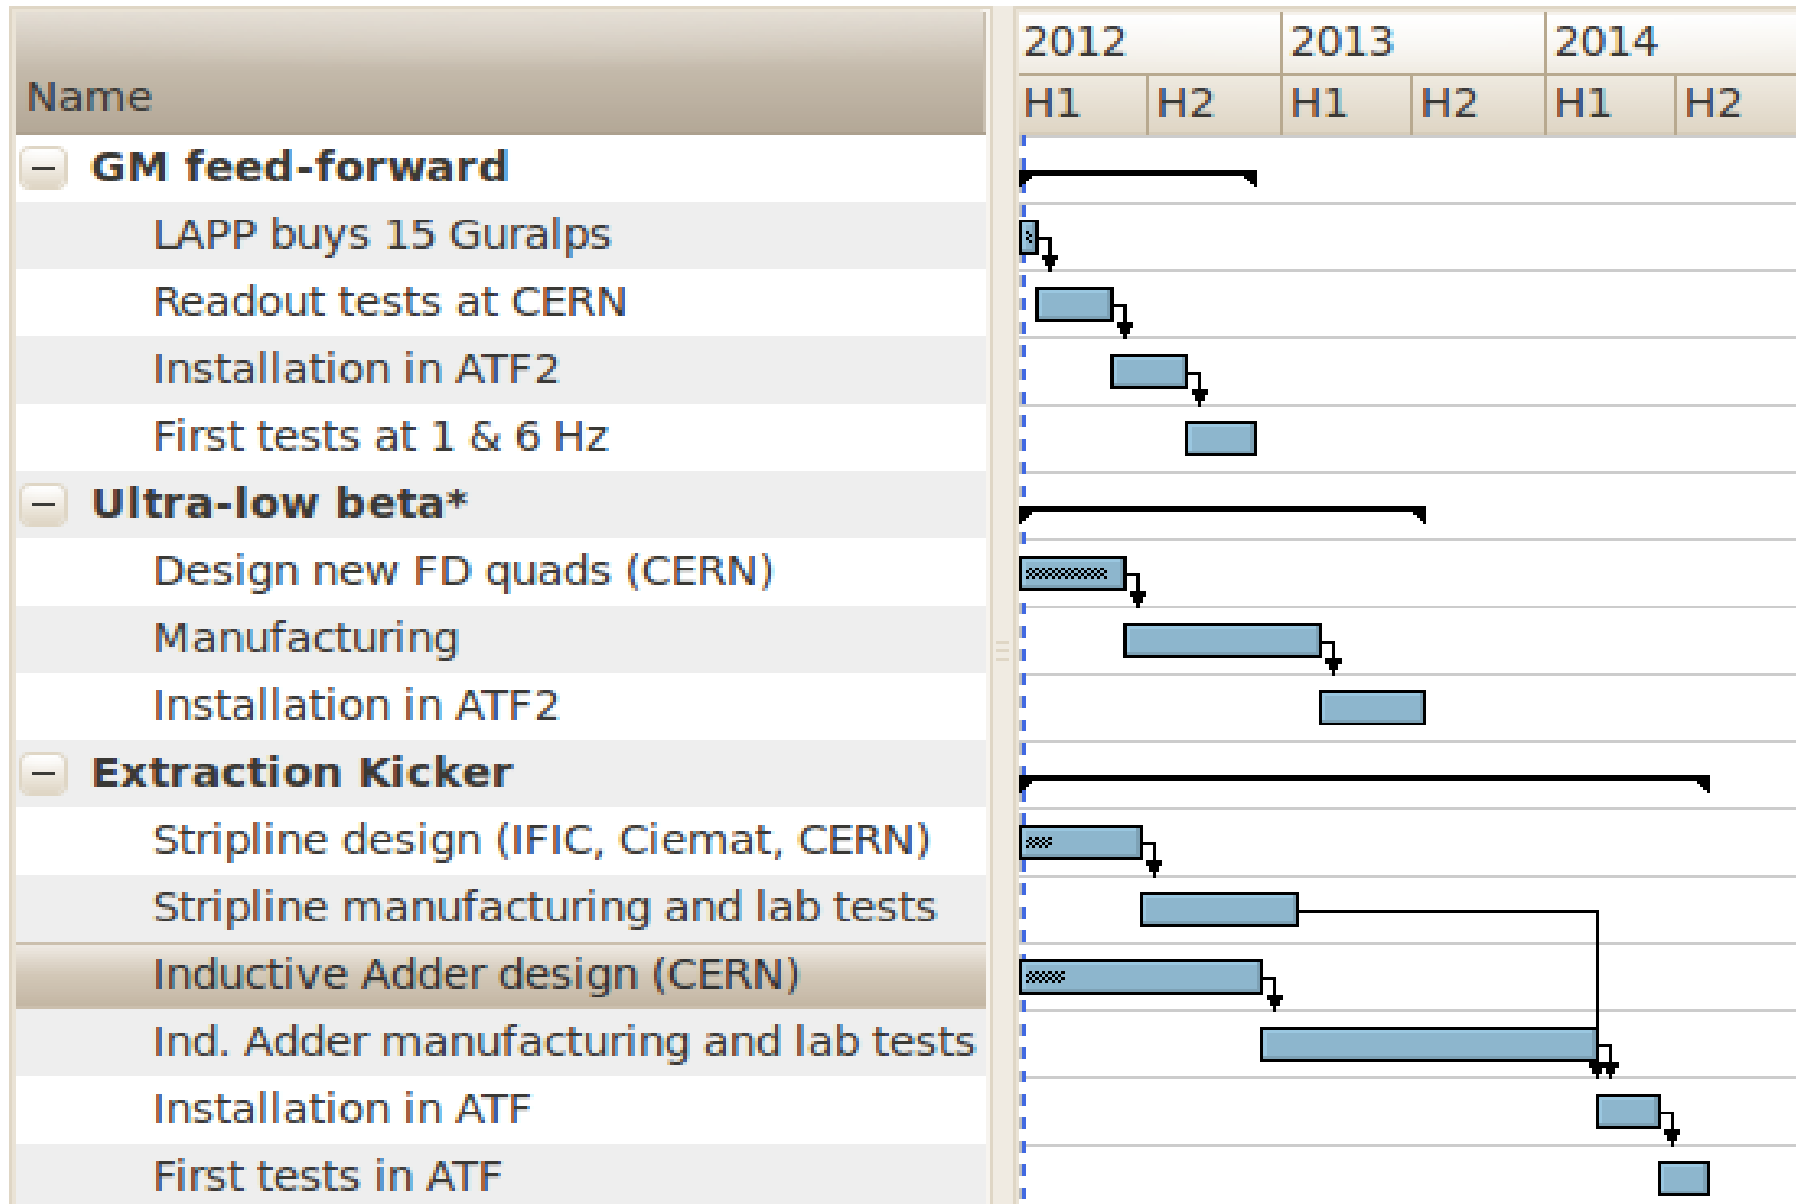 2012 2013 2014
Name H1 H2 H1 H2 H1 H2
GM feed-forward
LAPP buys 15 Guralps
Readout tests at CERN
Installation in ATF2
First tests at 1 & 6 Hz
Ultra-low beta*
Design new FD quads (CERN)
Manufacturing
Installation in ATF2
Extraction Kicker
Stripline design (IFIC, Ciemat, CERN)
Stripline manufacturing and lab tests
Inductive Adder design (CERN)
Ind. Adder manufacturing and lab tests
Installation in ATF
First tests in ATF